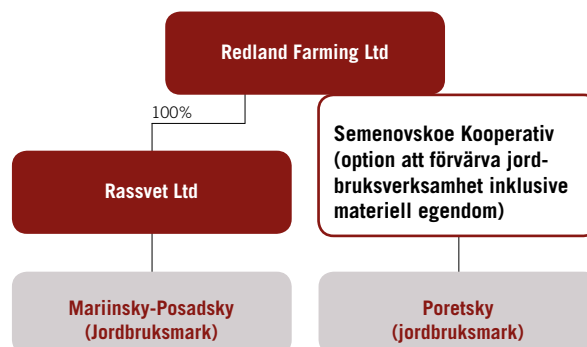 Redland Farming Ltd
100%
Semenovskoe Kooperativ
(option att förvärva jord-
bruksverksamhet inklusive
materiell egendom)
Rassvet Ltd
Mariinsky-Posadsky
(Jordbruksmark)
Poretsky
(jordbruksmark)